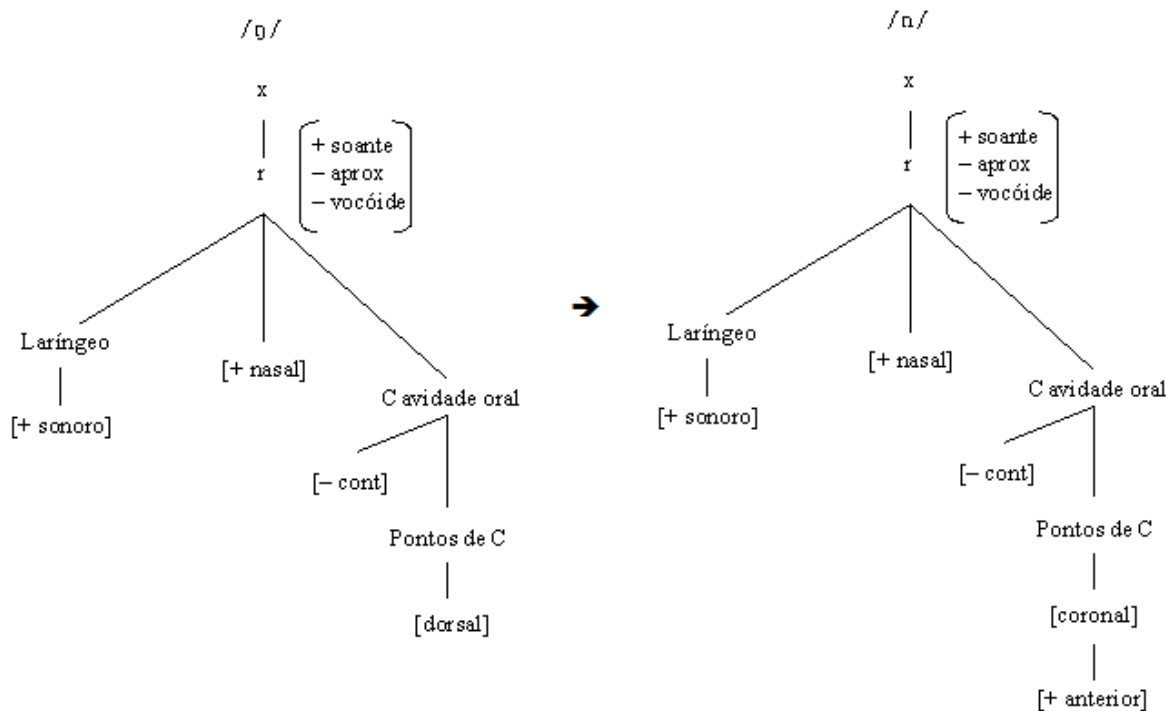 /ŋ/
x
r
+ soante
– aprox
– vocóide
Laríngeo
[+ sonoro]
[+ nasal]
Cavidade oral
[– cont]
Pontos de C
[dorsal]
➔
/n/
x
r
+ soante
– aprox
– vocóide
Laríngeo
[+ sonoro]
[+ nasal]
Cavidade oral
[– cont]
Pontos de C
[coronal]
[+ anterior]